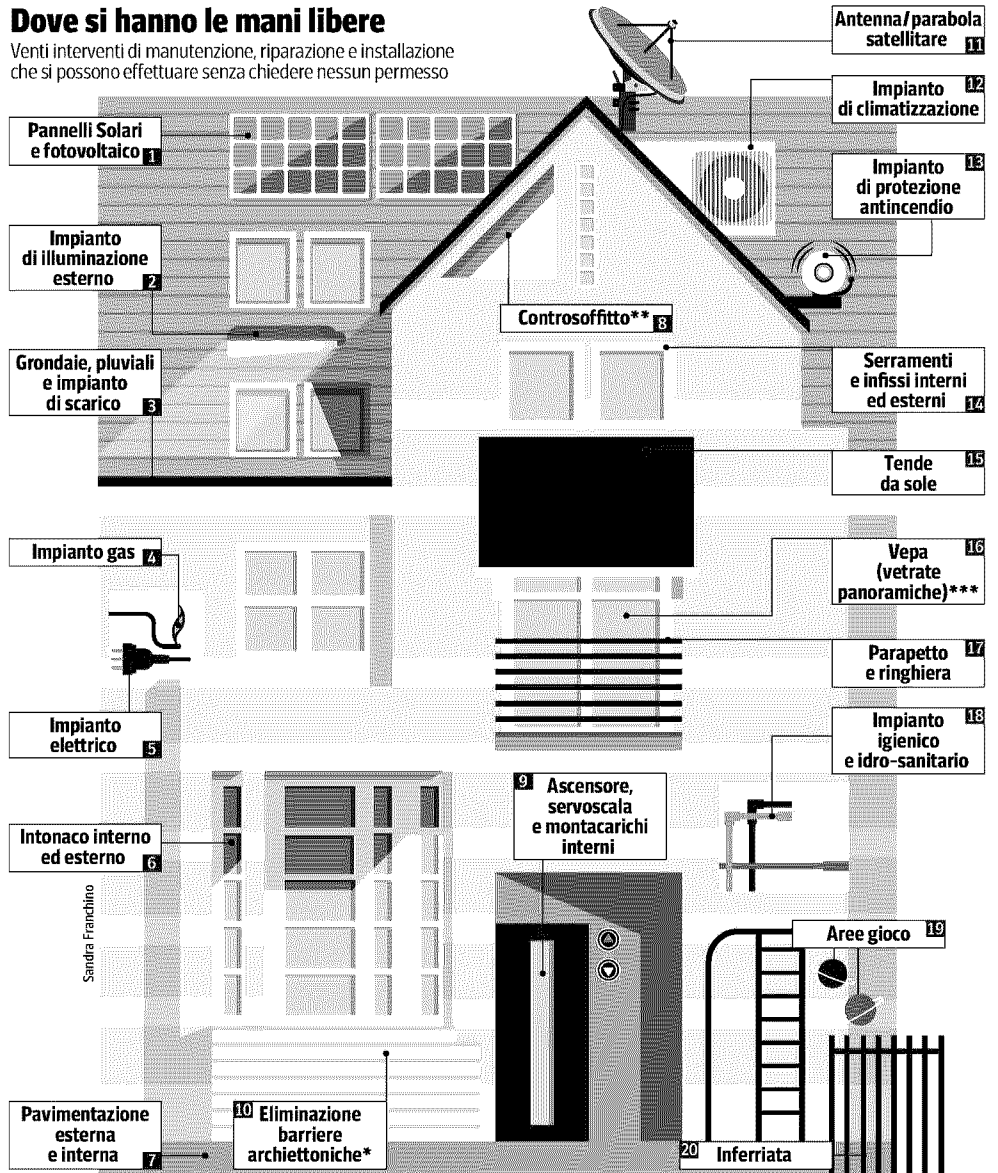 Dove si hanno le mani libere
Venti interventi di manutenzione, riparazione e installazione
che si possono effettuare senza chiedere nessun permesso
Pannelli Solari
e fotovoltaico 1
Impianto
di illuminazione
esterno 2
Grondaie, pluviali
e impianto
di scarico 3
Impianto gas 4
Impianto
elettrico 5
Intonaco interno
ed esterno 6
Sandra Franchino
Pavimentazione
esterna
e interna 7
Controsoffitto** 8
9 Ascensore,
servoscala
e montacarichi
interni
10 Eliminazione
barriere
archiettoniche*
Antenna/parabola
satellitare 11
12
Impianto
di climatizzazione
13
Impianto
di protezione
antincendio
Serramenti
e infissi interni
ed esterni 14
15
Tende
da sole
16
Vepa
(vetrate
panoramiche)***
17
Parapetto
e ringhiera
18
Impianto
igienico
e idro-sanitario
Aree gioco 19
20 Inferriata